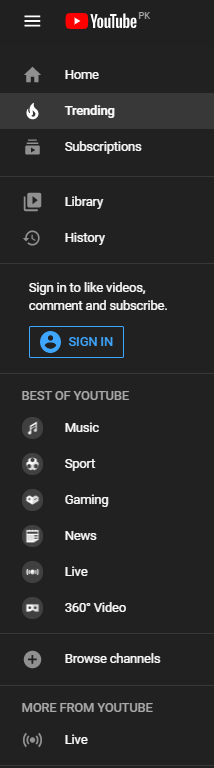 YouTube PK
Home
Trending
Subscriptions
Library
History
Sign in to like videos,
comment and subscribe.
SIGN IN
BEST OF YOUTUBE
Music
Sport
Gaming
News
Live
360° Video
Browse channels
MORE FROM YOUTUBE
Live